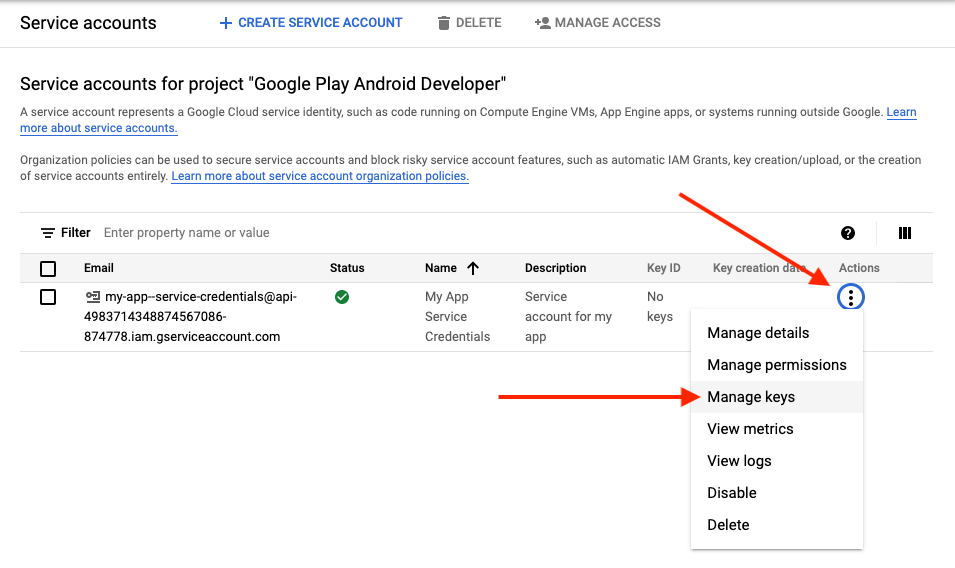 Service accounts
CREATE SERVICE ACCOUNT
DELETE
MANAGE ACCESS
Service accounts for project "Google Play Android Developer"
A service account represents a Google Cloud service identity, such as code running on Compute Engine VMs, App Engine apps, or systems running outside Google. Learn
more about service accounts.
Organization policies can be used to secure service accounts and block risky service account features, such as automatic IAM Grants, key creation/upload, or the creation
of service accounts entirely. Learn more about service account organization policies.
Filter Enter property name or value
Email Status Name Description Key ID Key creation date Actions
my-app--service-credentials@api-
4983714348874567086-
874778.iam.gserviceaccount.com
My App
Service
Credentials
Service
account for my
app
No
keys
Manage details
Manage permissions
Manage keys
View metrics
View logs
Disable
Delete